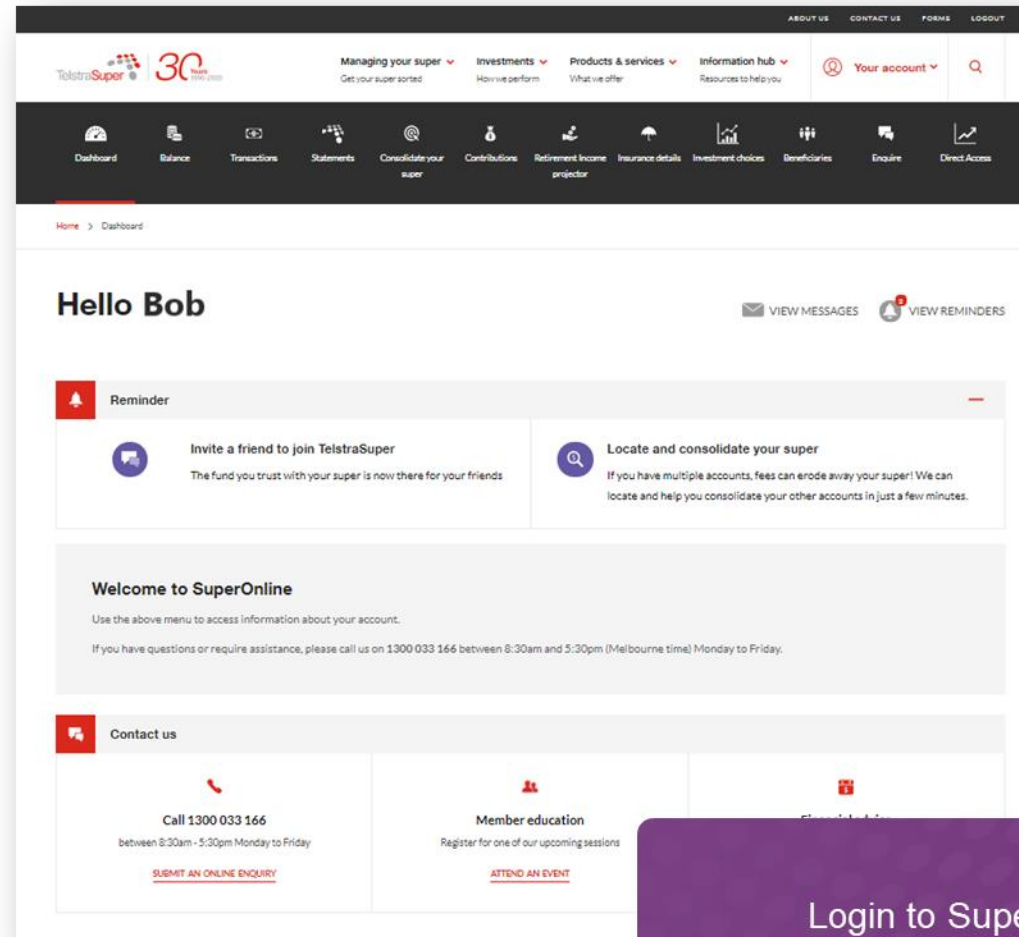 ABOUT US CONTACT US FORMS LOGOUT
TelstraSuper 30 Years
Managing your super Investments Products & services Information hub Your account
Get your super sorted How we perform What we offer Resources to help you
Dashboard Balance Transactions Statements Consolidate your Contributions Retirement Income Insurance details Investment choices Beneficiaries Enquire Direct Access
super projector
Home > Dashboard
Hello Bob
VIEW MESSAGES VIEW REMINDERS
Reminder
Invite a friend to join TelstraSuper
The fund you trust with your super is now there for your friends
Locate and consolidate your super
If you have multiple accounts, fees can erode away your super! We can
locate and help you consolidate your other accounts in just a few minutes.
Welcome to SuperOnline
Use the above menu to access information about your account.
If you have questions or require assistance, please call us on 1300 033 166 between 8:30am and 5:30pm (Melbourne time) Monday to Friday.
Contact us
Call 1300 033 166
between 8:30am - 5:30pm Monday to Friday
SUBMIT AN ONLINE ENQUIRY
Member education
Register for one of our upcoming sessions
ATTEND AN EVENT
Login to Supe